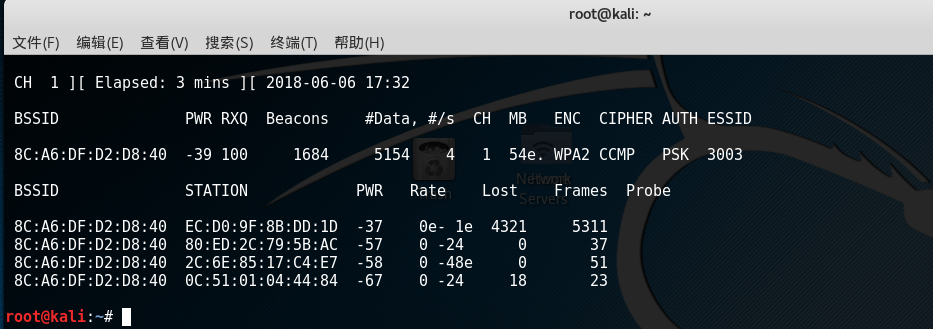 root@kali: ~
文件(F) 编辑(E) 查看(V) 搜索(S) 终端(T) 帮助(H)
CH 1 ][ Elapsed: 3 mins ][ 2018-06-06 17:32
BSSID PWR RXQ Beacons #Data, #/s CH MB ENC CIPHER AUTH ESSID
8C:A6:DF:D2:D8:40 -39 100 1684 5154 4 1 54e. WPA2 CCMP PSK 3003
BSSID STATION PWR Rate Lost Frames Probe
8C:A6:DF:D2:D8:40 EC:D0:9F:8B:DD:1D -37 0e- 1e 4321 5311
8C:A6:DF:D2:D8:40 80:ED:2C:79:5B:AC -57 0 -24 0 37
8C:A6:DF:D2:D8:40 2C:6E:85:17:C4:E7 -58 0 -48e 0 51
8C:A6:DF:D2:D8:40 0C:51:01:04:44:84 -67 0 -24 18 23
Trash
Network
Servers
root@kali:~#